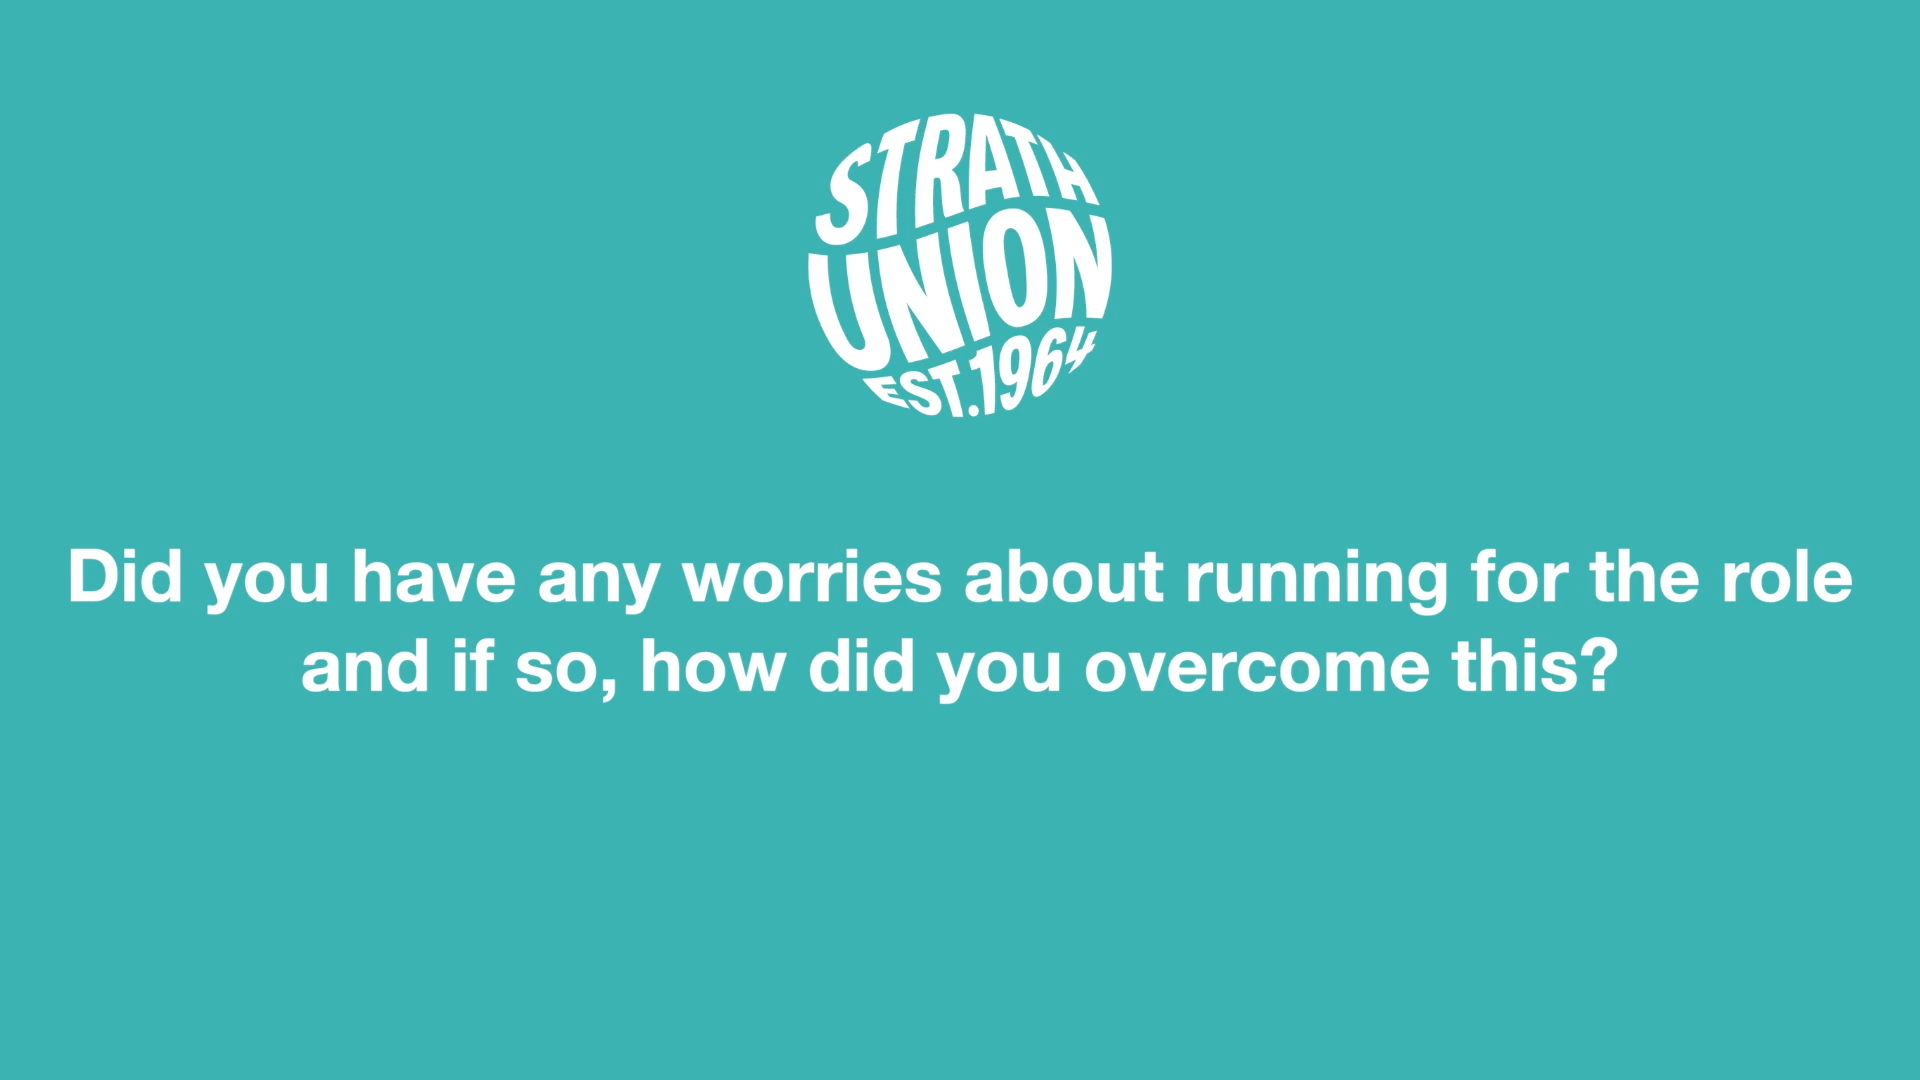 STRATH
UNION
EST.1964
Did you have any worries about running for the role
and if so, how did you overcome this?